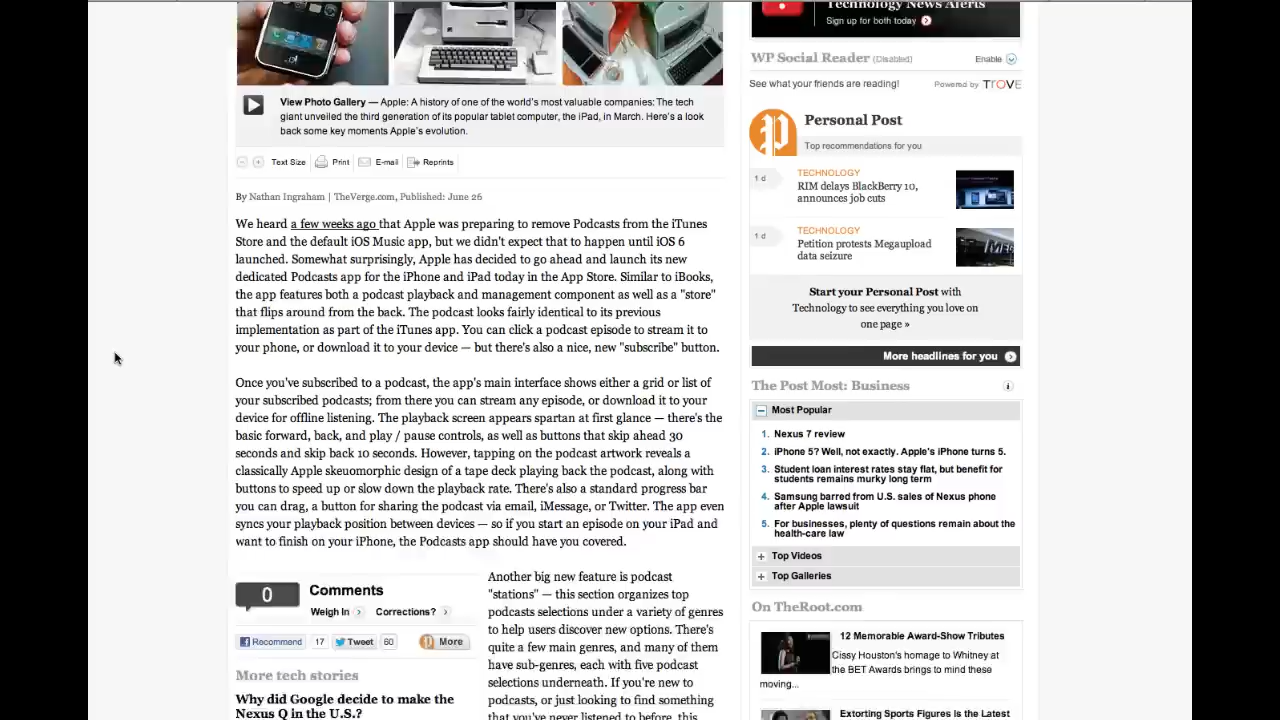 Technology News Alerts
Sign up for both today
WP Social Reader (Disabled)
Enable
See what your friends are reading!
Powered by TROVE
View Photo Gallery — Apple: A history of one of the world's most valuable companies: The tech
giant unveiled the third generation of its popular tablet computer, the iPad, in March. Here's a look
back some key moments Apple's evolution.
Text Size
Print
E-mail
Reprints
By Nathan Ingraham | TheVerge.com, Published: June 26
We heard a few weeks ago that Apple was preparing to remove Podcasts from the iTunes
Store and the default iOS Music app, but we didn't expect that to happen until iOS 6
launched. Somewhat surprisingly, Apple has decided to go ahead and launch its new
dedicated Podcasts app for the iPhone and iPad today in the App Store. Similar to iBooks,
the app features both a podcast playback and management component as well as a "store"
that flips around from the back. The podcast looks fairly identical to its previous
implementation as part of the iTunes app. You can click a podcast episode to stream it to
your phone, or download it to your device — but there's also a nice, new "subscribe" button.
Once you've subscribed to a podcast, the app's main interface shows either a grid or list of
your subscribed podcasts; from there you can stream any episode, or download it to your
device for offline listening. The playback screen appears spartan at first glance — there's the
basic forward, back, and play / pause controls, as well as buttons that skip ahead 30
seconds and skip back 10 seconds. However, tapping on the podcast artwork reveals a
classically Apple skeuomorphic design of a tape deck playing back the podcast, along with
buttons to speed up or slow down the playback rate. There's also a standard progress bar
you can drag, a button for sharing the podcast via email, iMessage, or Twitter. The app even
syncs your playback position between devices — so if you start an episode on your iPad and
want to finish on your iPhone, the Podcasts app should have you covered.
0
Comments
Weigh In
Corrections?
Recommend
17
Tweet
60
More
More tech stories
Why did Google decide to make the
Nexus Q in the U.S.?
Another big new feature is podcast
"stations" — this section organizes top
podcasts selections under a variety of genres
to help users discover new options. There's
quite a few main genres, and many of them
have sub-genres, each with five podcast
selections underneath. If you're new to
podcasts, or just looking to find something
that you've never listened to before, this
Personal Post
Top recommendations for you
1 d
TECHNOLOGY
RIM delays BlackBerry 10,
announces job cuts
1 d
TECHNOLOGY
Petition protests Megaupload
data seizure
Start your Personal Post with
Technology to see everything you love on
one page »
More headlines for you
The Post Most: Business
Most Popular
1. Nexus 7 review
2. iPhone 5? Well, not exactly. Apple's iPhone turns 5.
3. Student loan interest rates stay flat, but benefit for
students remains murky long term
4. Samsung barred from U.S. sales of Nexus phone
after Apple lawsuit
5. For businesses, plenty of questions remain about the
health-care law
Top Videos
Top Galleries
On TheRoot.com
12 Memorable Award-Show Tributes
Cissy Houston's homage to Whitney at
the BET Awards brings to mind these
moving...
Extorting Sports Figures Is the Latest